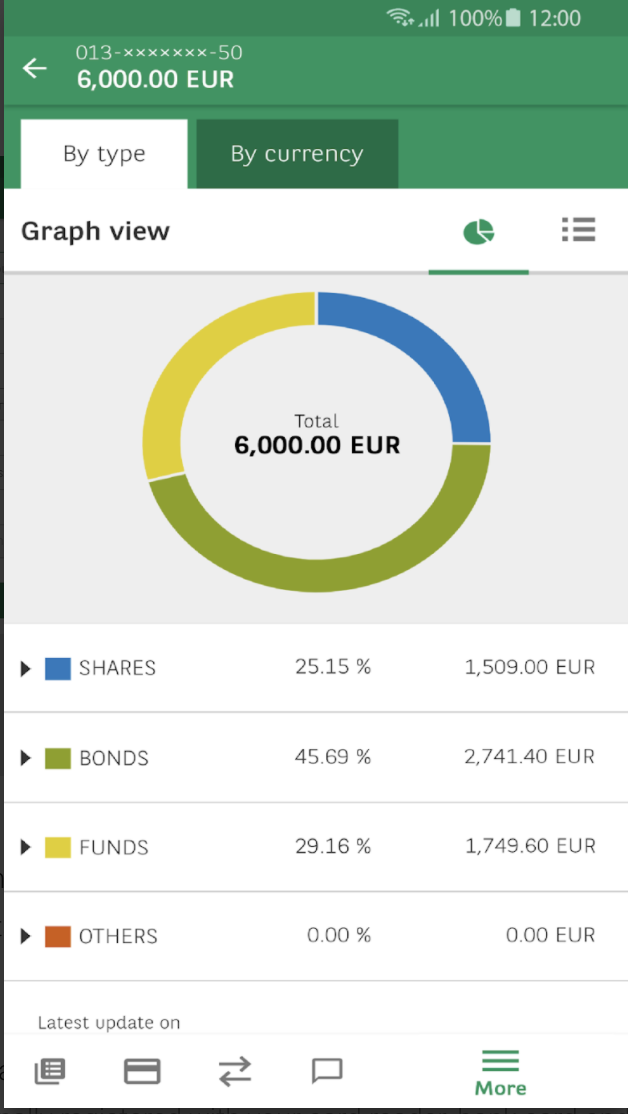 100% 12:00
013-×××××××-50
6,000.00 EUR
By type By currency
Graph view
Total
6,000.00 EUR
SHARES 25.15 % 1,509.00 EUR
BONDS 45.69 % 2,741.40 EUR
FUNDS 29.16 % 1,749.60 EUR
OTHERS 0.00 % 0.00 EUR
Latest update on
More